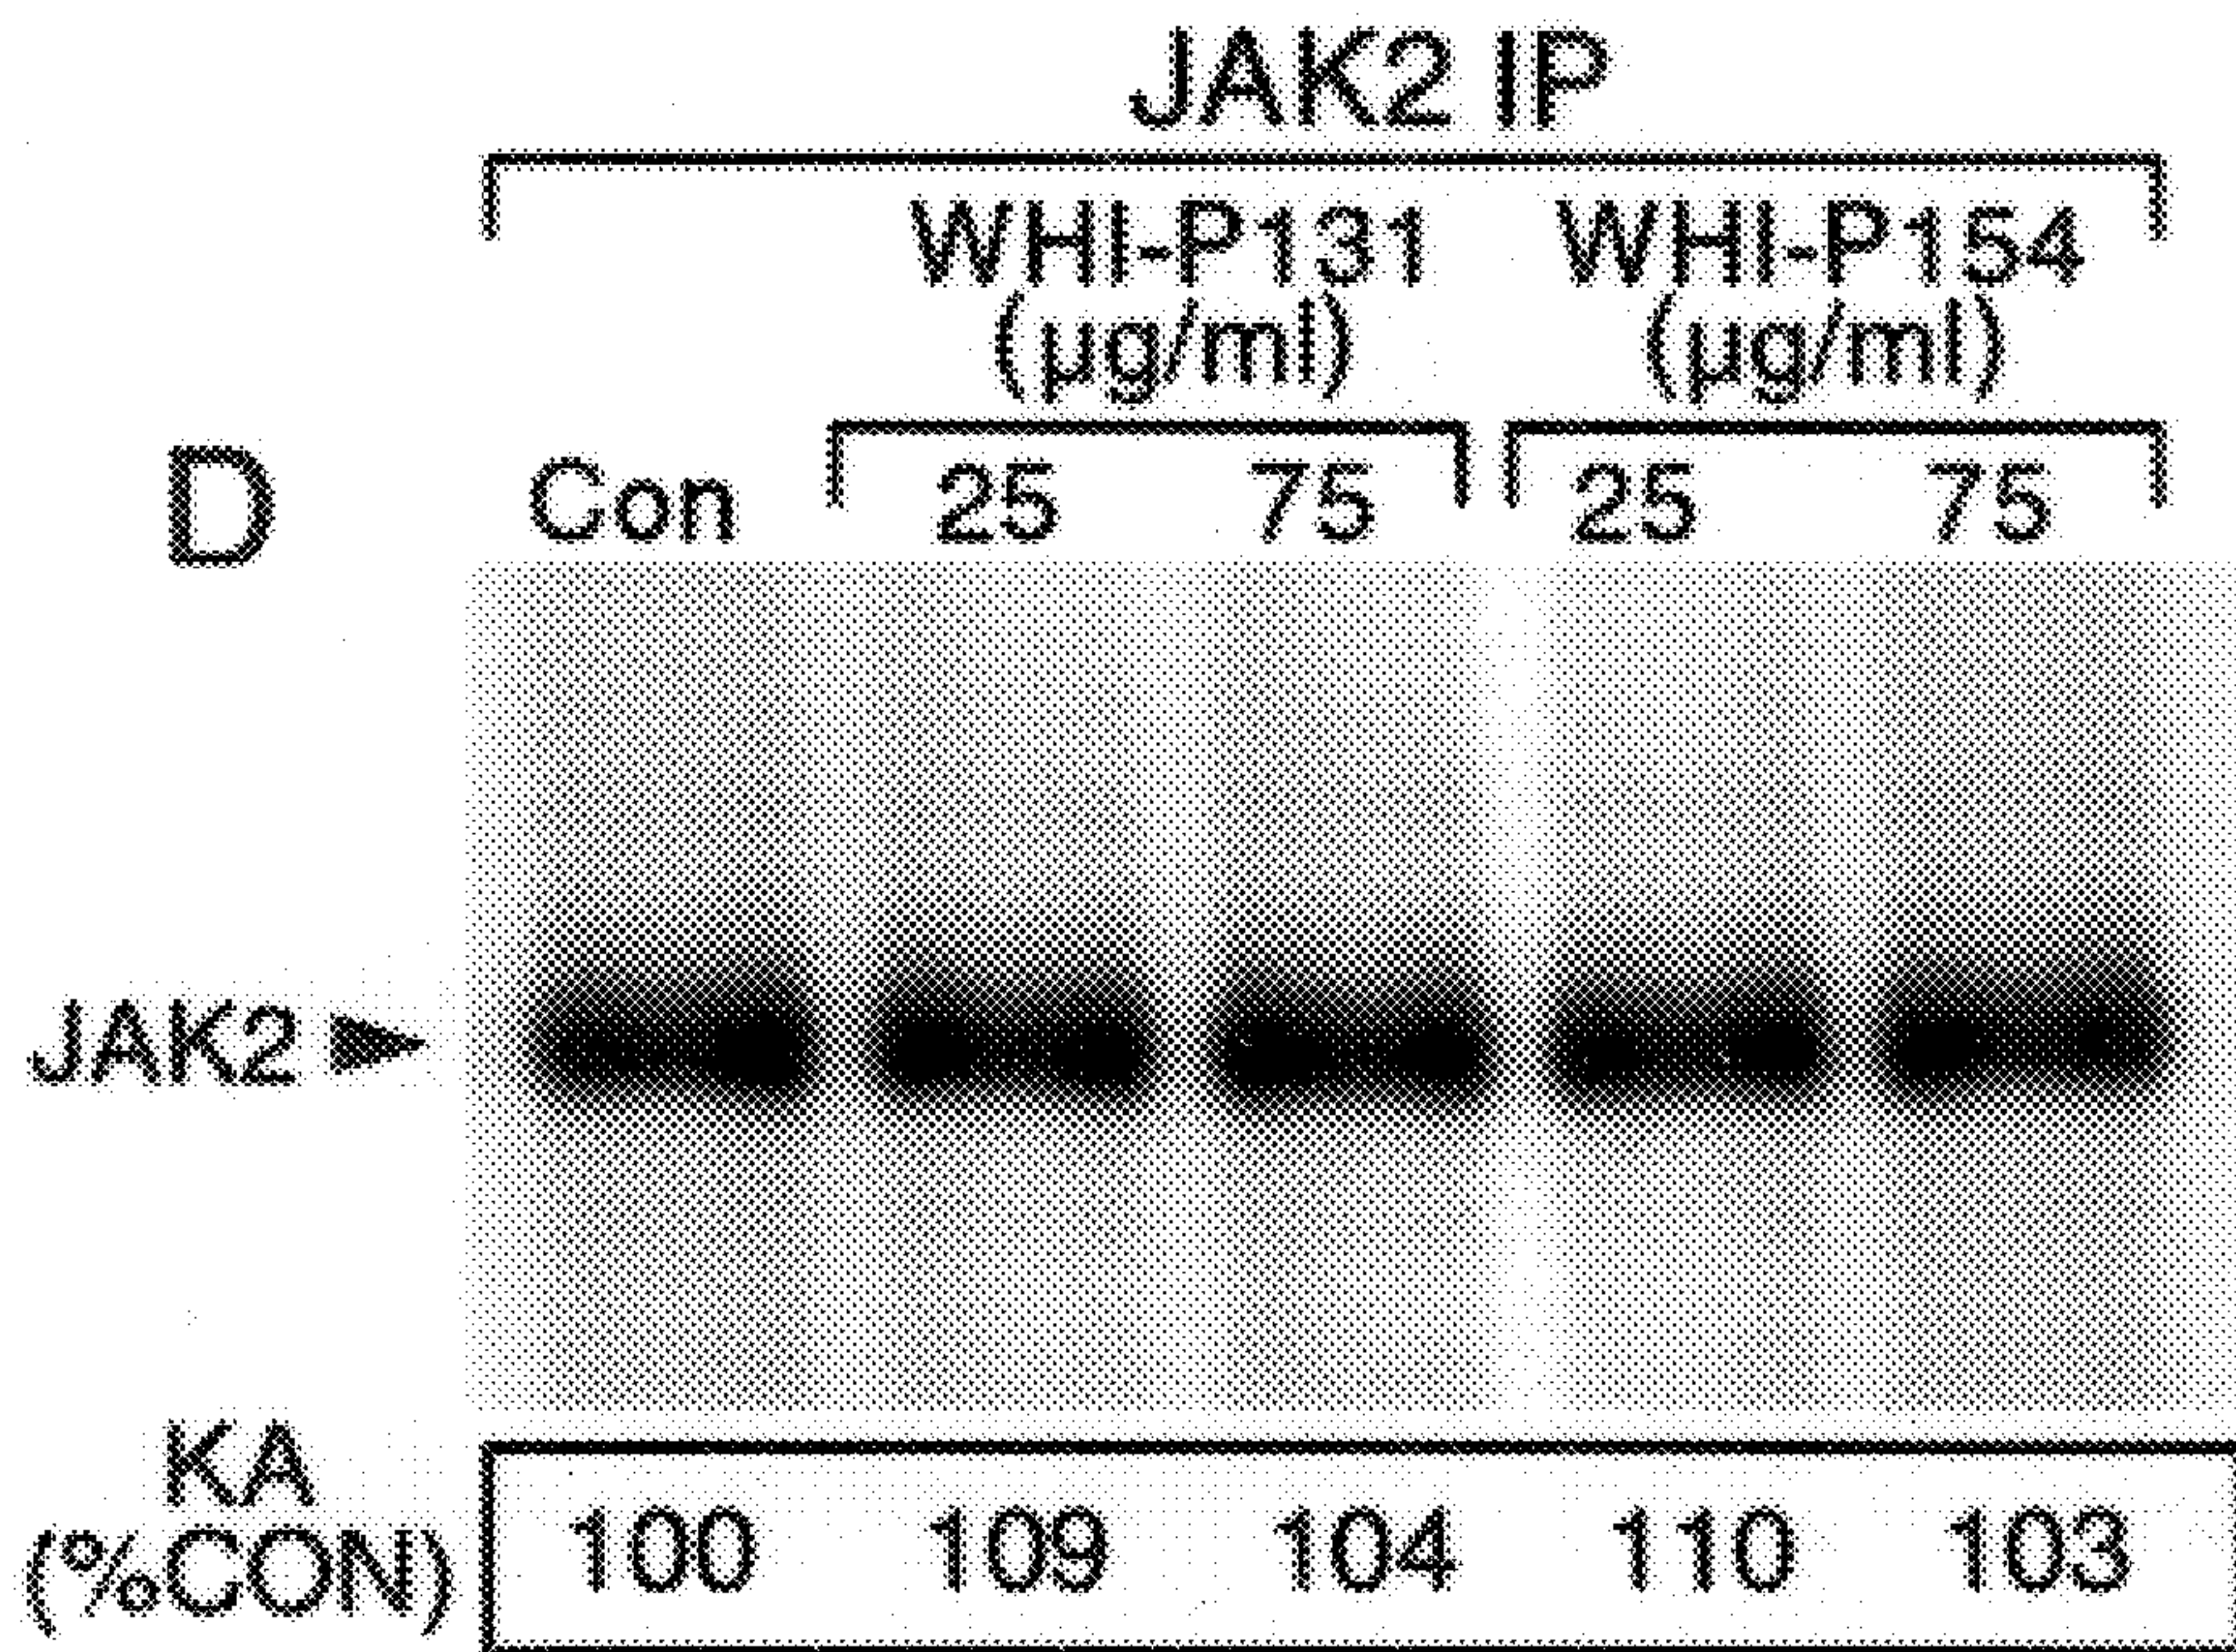 JAK2 IP
WHI-P131 WHI-P154
(µg/ml) (µg/ml)
D Con 25 75 25 75
JAK2
KA
(%CON) 100 109 104 110 103